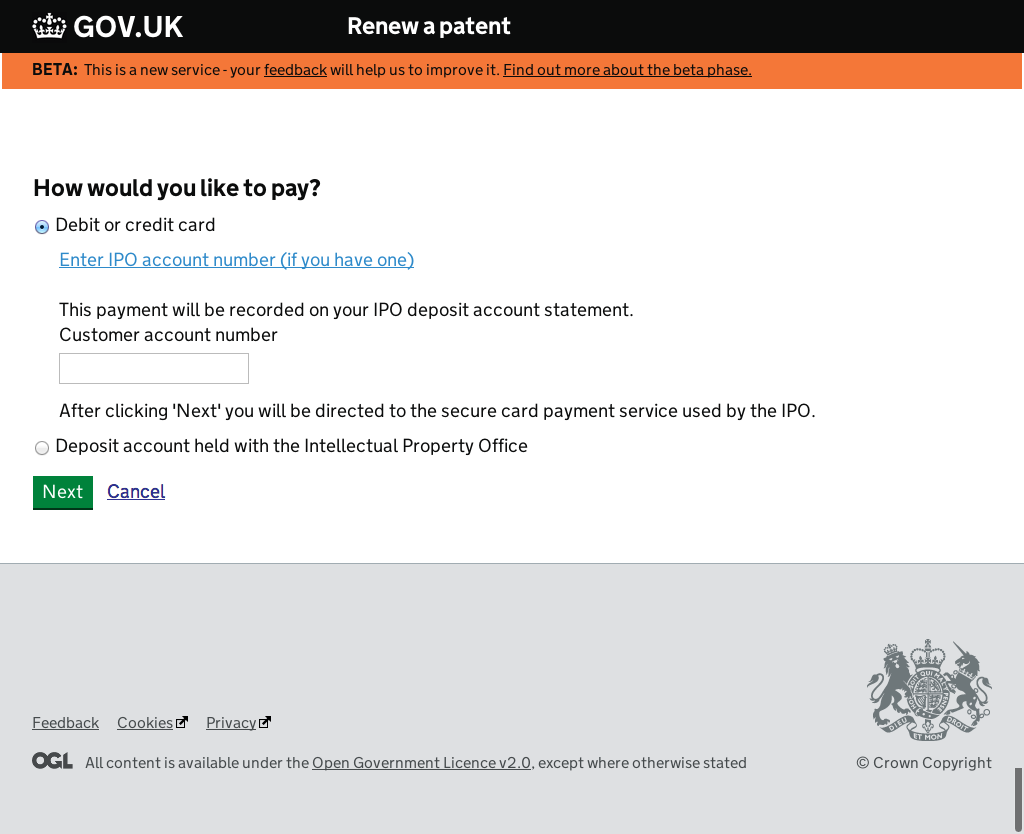 GOV.UK Renew a patent
BETA: This is a new service - your feedback will help us to improve it. Find out more about the beta phase.
How would you like to pay?
Debit or credit card
Enter IPO account number (if you have one)
This payment will be recorded on your IPO deposit account statement.
Customer account number
After clicking 'Next' you will be directed to the secure card payment service used by the IPO.
Deposit account held with the Intellectual Property Office
Next Cancel
Feedback Cookies Privacy
OGL All content is available under the Open Government Licence v2.0, except where otherwise stated
DIEU ET MON DROIT
© Crown Copyright